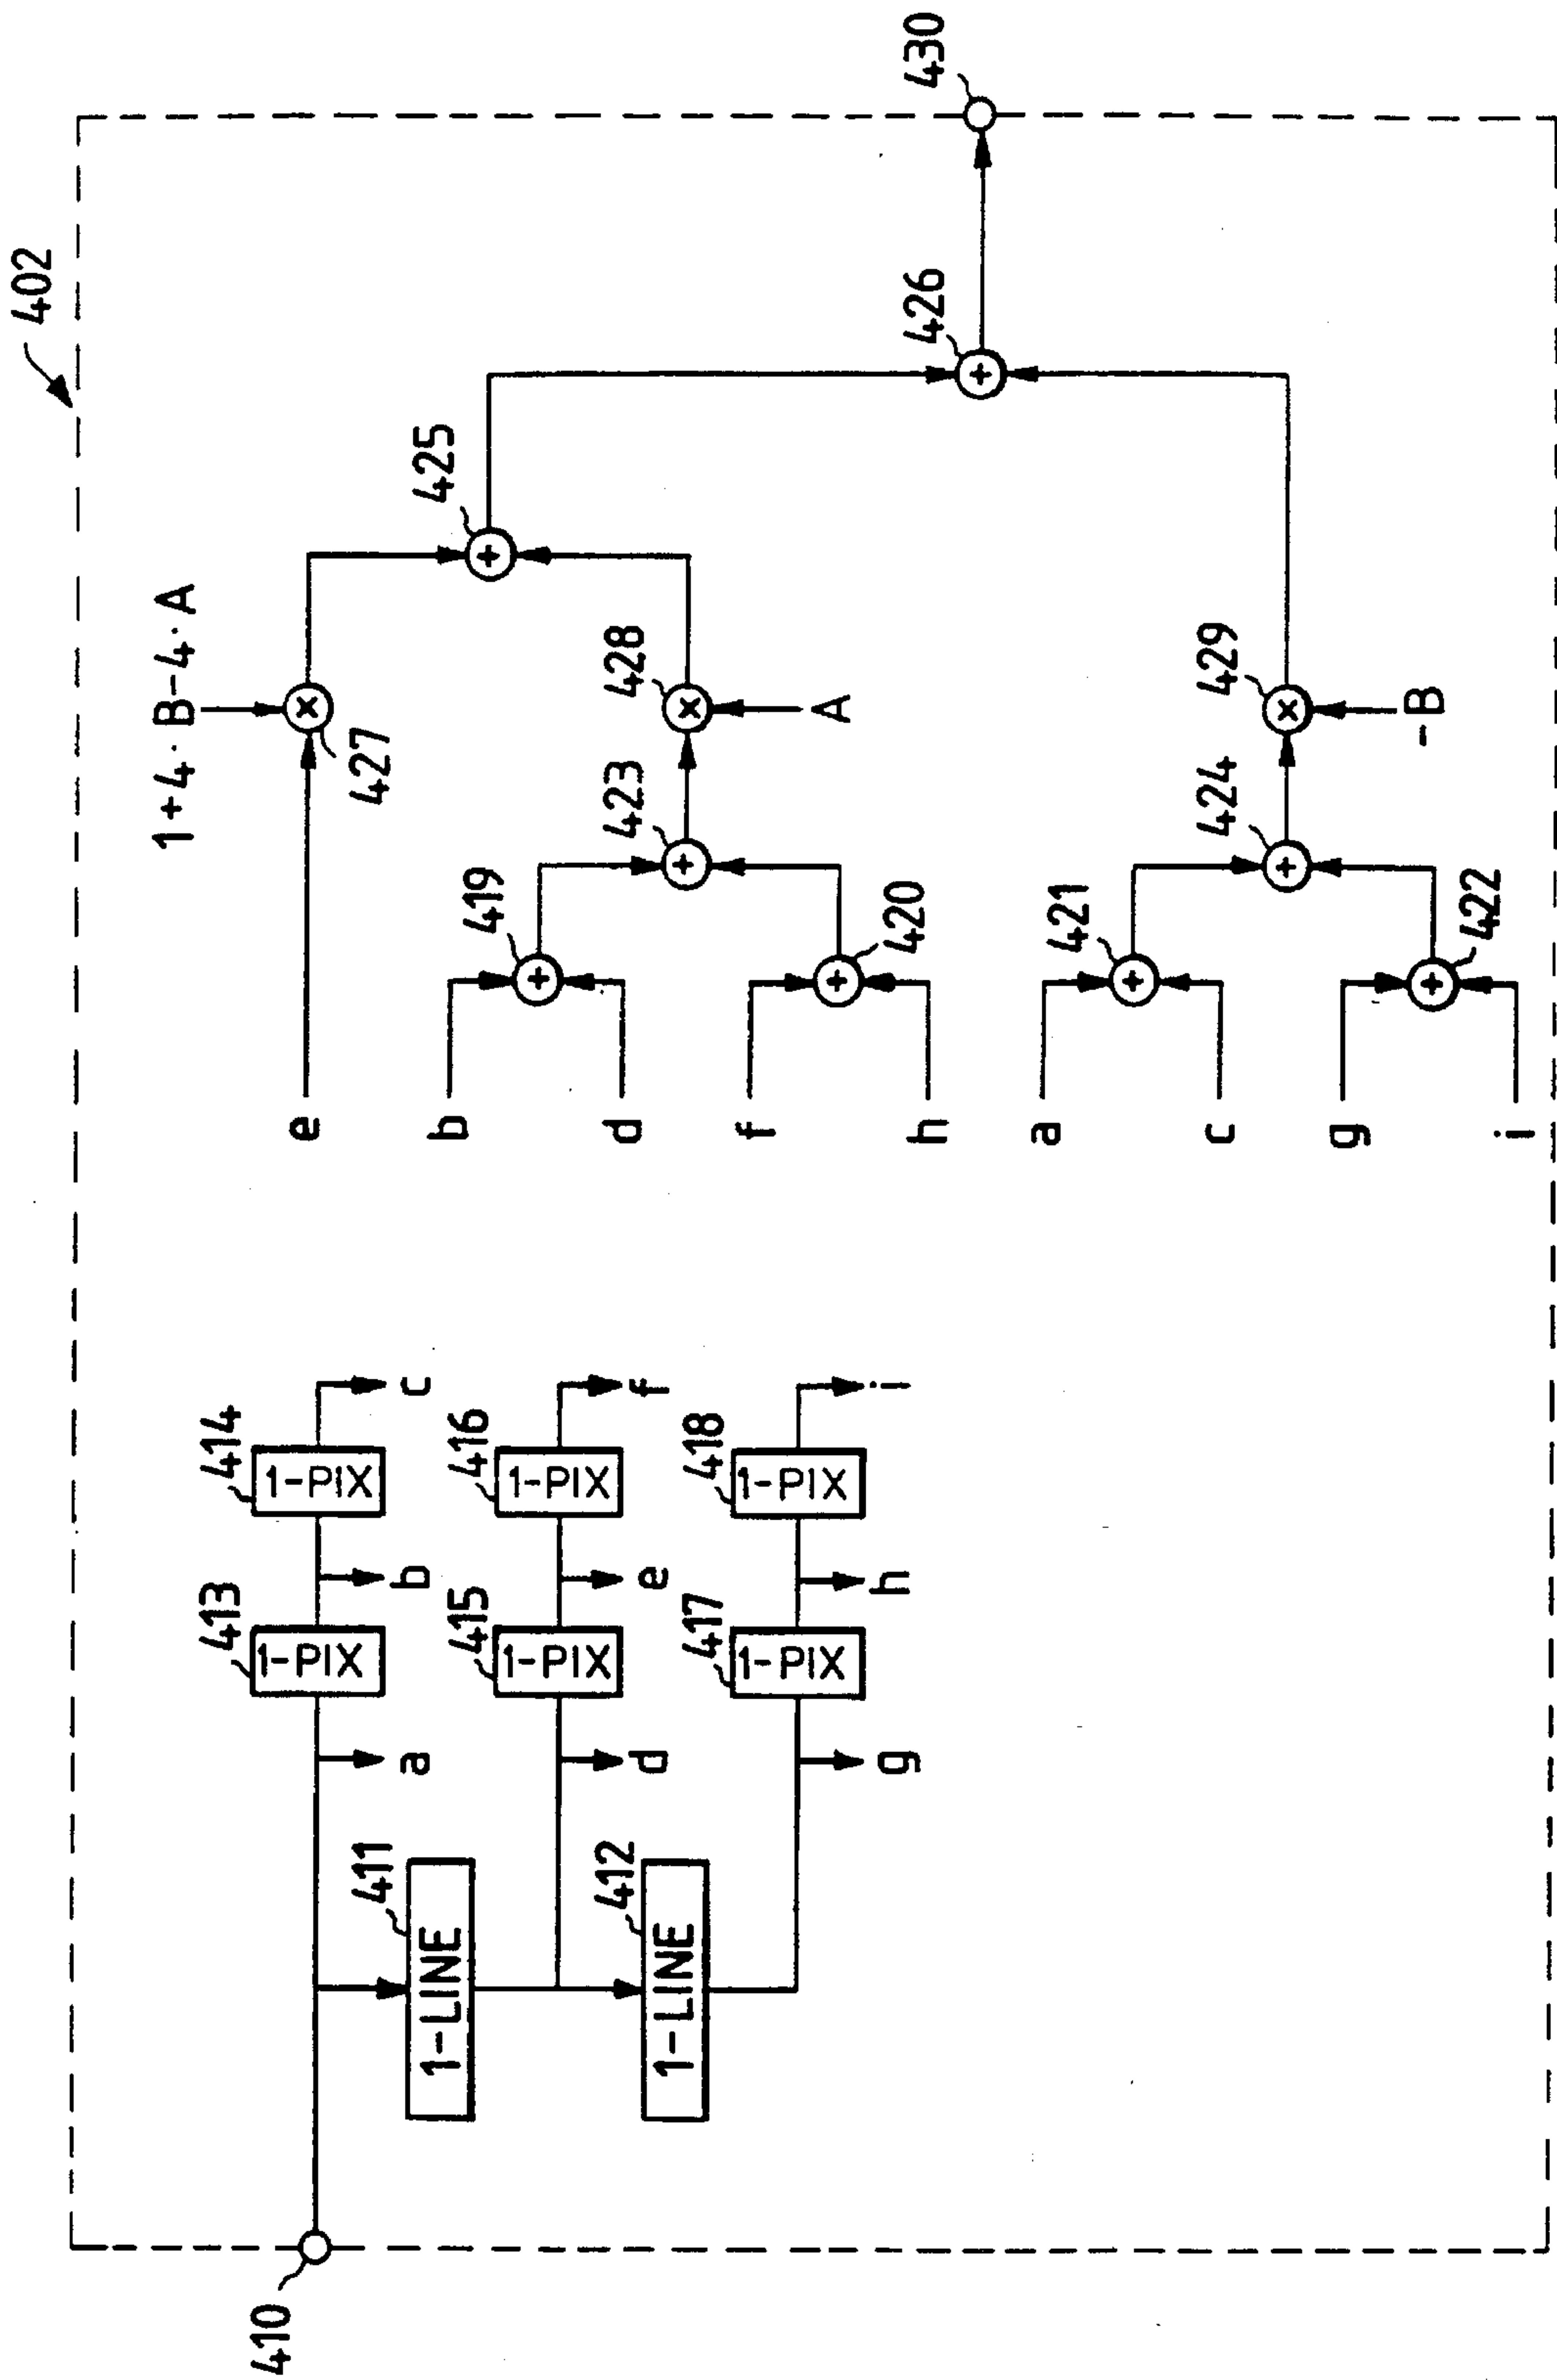 402
410
411
1-LINE
412
1-LINE
413
1-PIX
414
1-PIX
a
b
c
415
1-PIX
416
1-PIX
d
e
f
417
1-PIX
418
1-PIX
g
h
i
1+4·B-4·A
e
427
425
b
419
d
423
428
A
f
420
h
426
430
a
421
c
424
429
-B
g
422
i